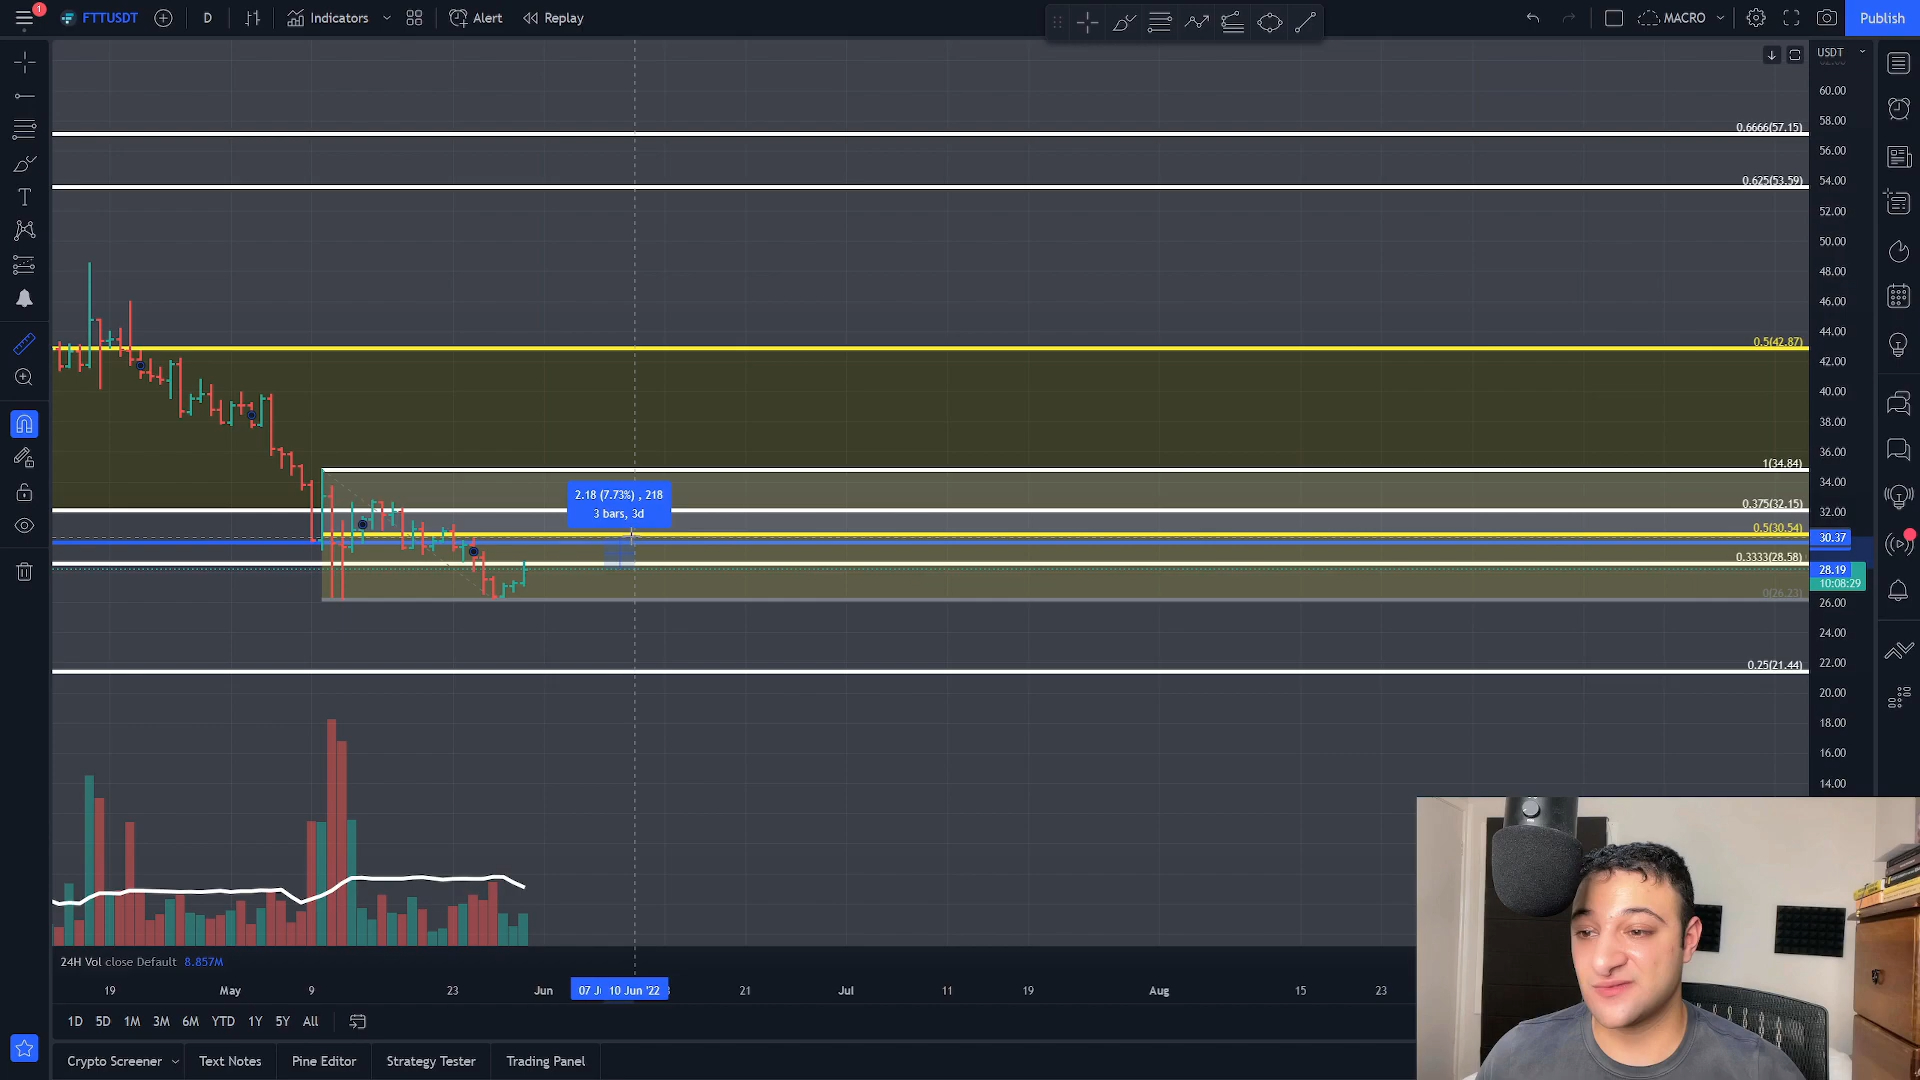 1
FTTUSDT
D
Indicators
Alert
Replay
MACRO
Publish
USDT
60.00
58.00
56.00
54.00
52.00
50.00
48.00
46.00
44.00
42.00
40.00
38.00
36.00
34.00
32.00
30.37
28.19
10:08:29
26.00
24.00
22.00
20.00
18.00
16.00
14.00
0.6666(57.15)
0.625(53.59)
0.5(42.87)
1(34.84)
0.375(32.15)
0.5(30.54)
0.3333(28.58)
0(26.23)
0.25(21.44)
2.18 (7.73%) , 218
3 bars, 3d
24H Vol close Default 8.857M
19 May 9 23 Jun 07 J 10 Jun '22 21 Jul 11 19 Aug 15 23
1D 5D 1M 3M 6M YTD 1Y 5Y All
Crypto Screener Text Notes Pine Editor Strategy Tester Trading Panel